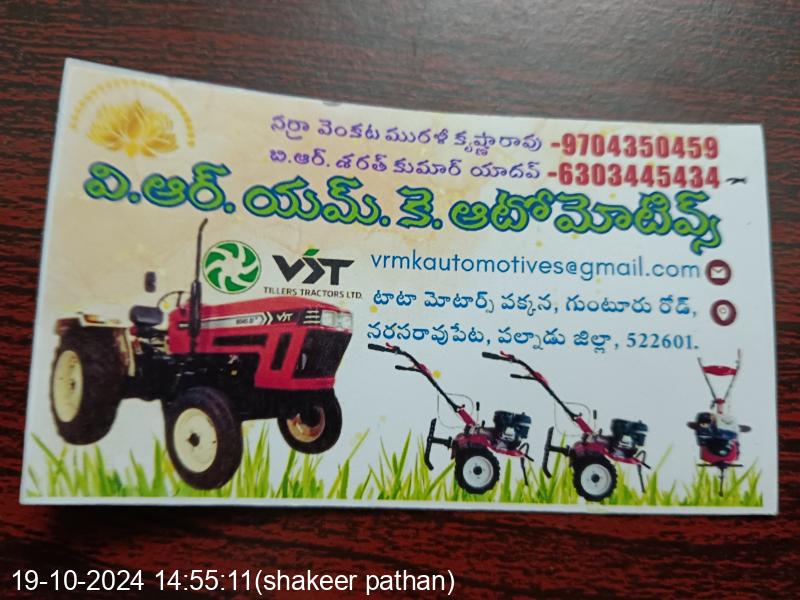 నర్రా వెంకట మురళీ కృష్ణారావు -9704350459
బి.ఆర్. శరత్ కుమార్ యాదవ్ -6303445434
వి.ఆర్. యమ్. కె. ఆటోమోటివ్స్
VST
TILLERS TRACTORS LTD.
vrmkautomotives@gmail.com
టాటా మోటార్స్ పక్కన, గుంటూరు రోడ్,
నరసరావుపేట, పల్నాడు జిల్లా, 522601.
VST
19-10-2024 14:55:11(shakeer pathan)